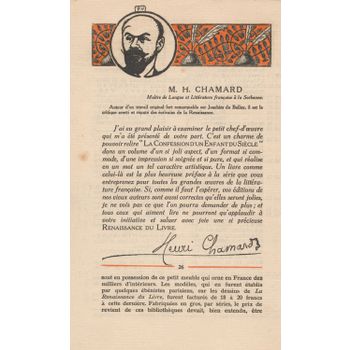 M. H. CHAMARD
Maître de Langue et Littérature française à la Sorbonne.
Auteur d'un travail original fort remarquable sur Joachim du Bellay, il est le
critique averti et réputé des écrivains de la Renaissance.
J'ai eu grand plaisir à examiner le petit chef-d'œuvre
qui m'a été présenté de votre part. C'est un charme de
pouvoir relire "LA CONFESSION D'UN ENFANT DU SIÈCLE"
dans un volume d'un si joli aspect, d'un format si com-
mode, d'une impression si soignée et si pure, et qui réalise
en un mot un tel caractère artistique. Un livre comme
celui-là est la plus heureuse préface à la série que vous
entreprenez pour toutes les grandes œuvres de la litté-
rature française. Si, comme il faut l'espérer, vos éditions de
nos vieux auteurs sont aussi correctes qu'elles seront jolies,
je ne vois pas ce que l'on pourra demander de plus; et
tous ceux qui aiment lire ne pourront qu'applaudir à
votre initiative et saluer avec joie une si précieuse
RENAISSANCE DU LIVRE.
Henri Chamard
26
sont en possession de ce petit meuble qui orne en France des
milliers d'intérieurs. Les modèles, qui en furent établis
par quelques ébénistes parisiens, sur les dessins de La
Renaissance du Livre, furent facturés de 18 à 20 francs
à cette dernière. Fabriquées en gros, par séries, le prix de
revient de ces bibliothèques devait, bien entendu, être